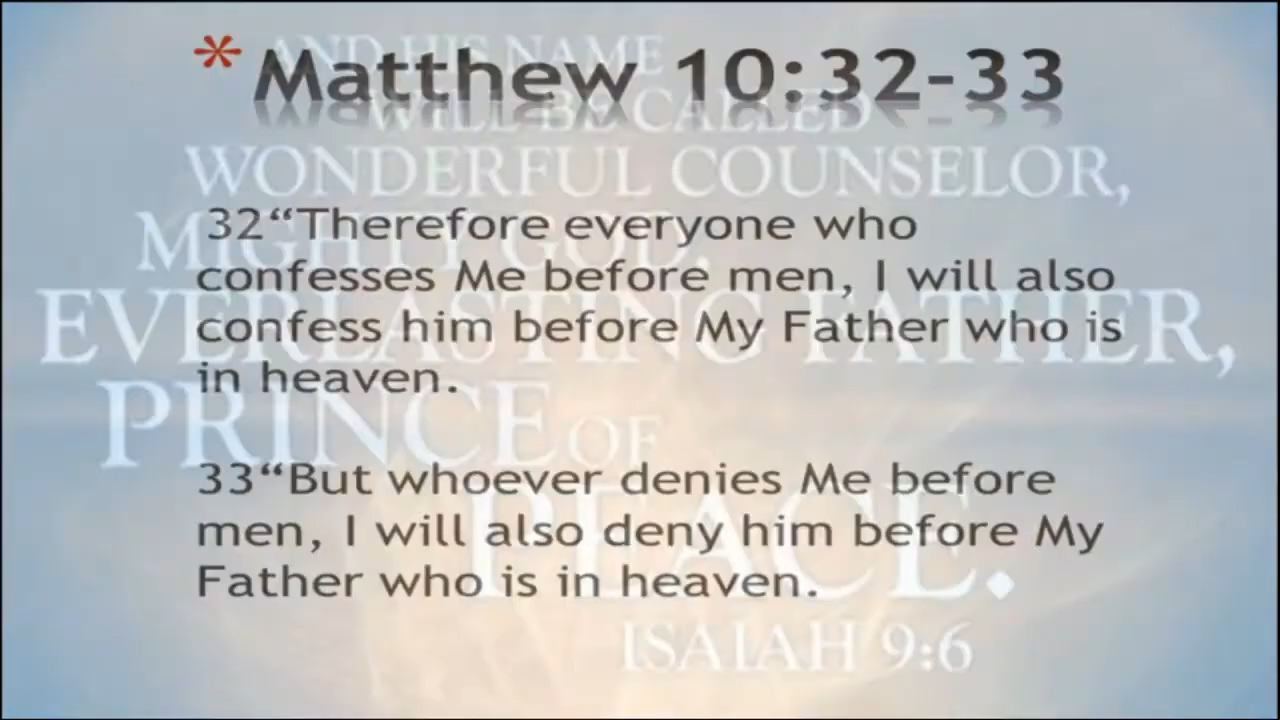 * Matthew 10:32-33
AND HIS NAME
WILL BE CALLED
WONDERFUL COUNSELOR,
MIGHTY GOD,
EVERLASTING FATHER,
PRINCE OF
PEACE.
ISAIAH 9:6
32“Therefore everyone who
confesses Me before men, I will also
confess him before My Father who is
in heaven.
33“But whoever denies Me before
men, I will also deny him before My
Father who is in heaven.